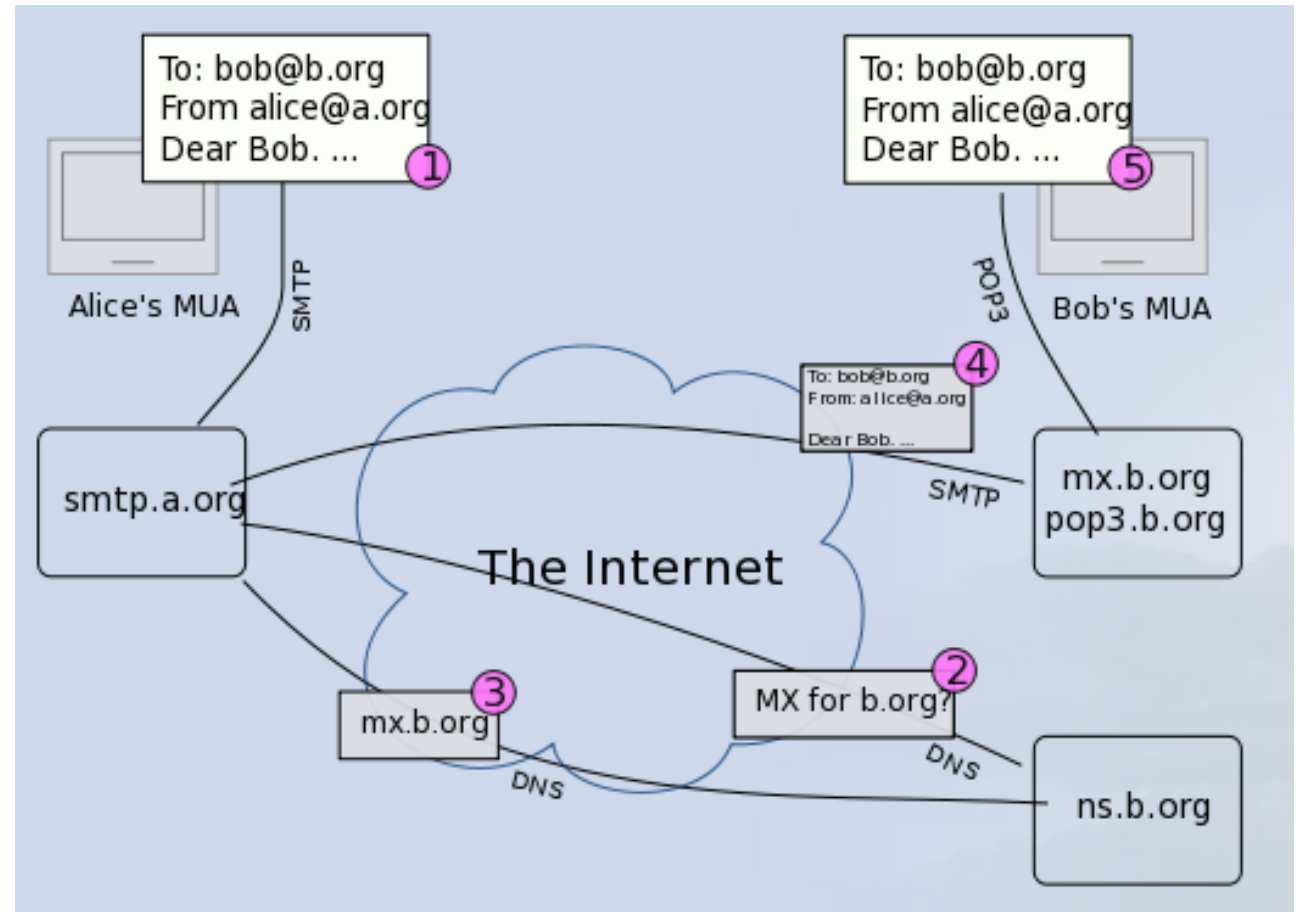 To: bob@b.org
From alice@a.org
Dear Bob. ...
1
To: bob@b.org
From alice@a.org
Dear Bob. ...
5
SMTP
POP3
Alice's MUA
Bob's MUA
4
To: bob@b.org
From: alice@a.org
Dear Bob. ...
smtp.a.org
SMTP
mx.b.org
pop3.b.org
The Internet
3
mx.b.org
2
MX for b.org?
DNS
DNS
ns.b.org